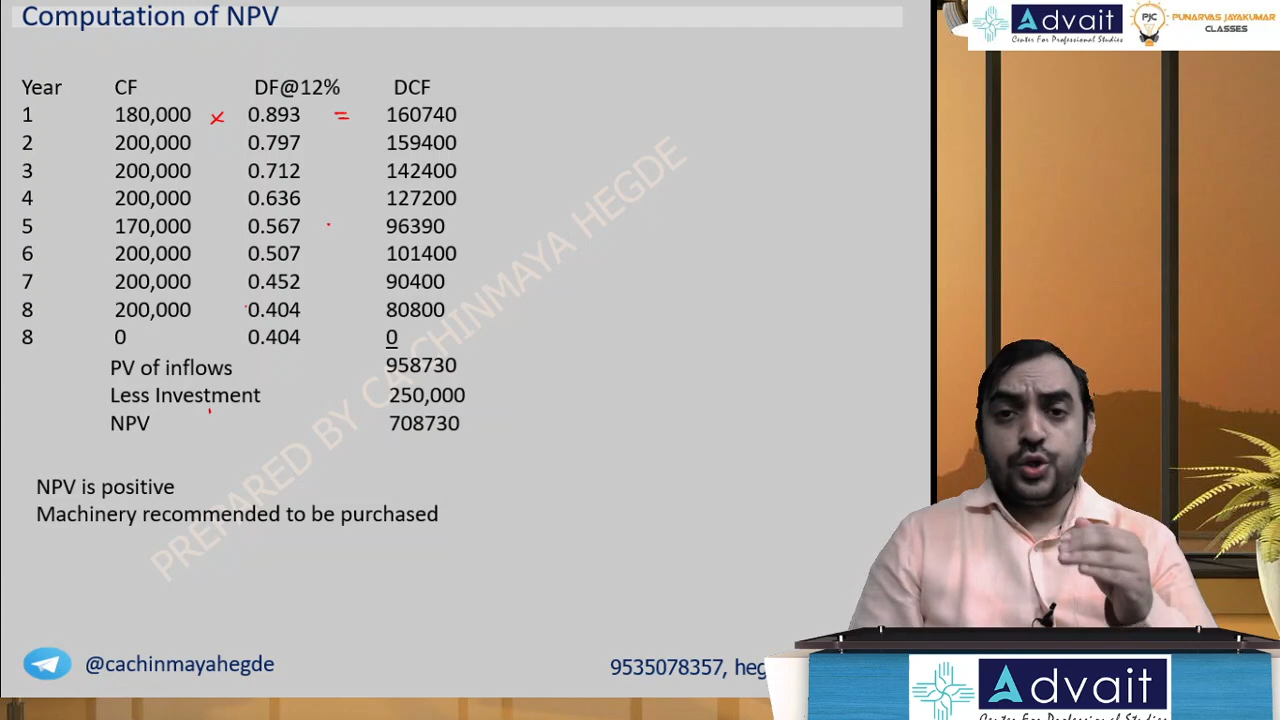 Computation of NPV
Advait
Center For Professional Studies
PJC
PUNARVAS JAYAKUMAR
CLASSES
Year CF DF@12% DCF
1 180,000 × 0.893 = 160740
2 200,000 0.797 159400
3 200,000 0.712 142400
4 200,000 0.636 127200
5 170,000 0.567 96390
6 200,000 0.507 101400
7 200,000 0.452 90400
8 200,000 0.404 80800
8 0 0.404 0
PV of inflows 958730
Less Investment 250,000
NPV 708730
NPV is positive
Machinery recommended to be purchased
PREPARED BY CA CHINMAYA HEGDE
@cachinmayahegde
9535078357, heg
Advait
Center For Professional Studies